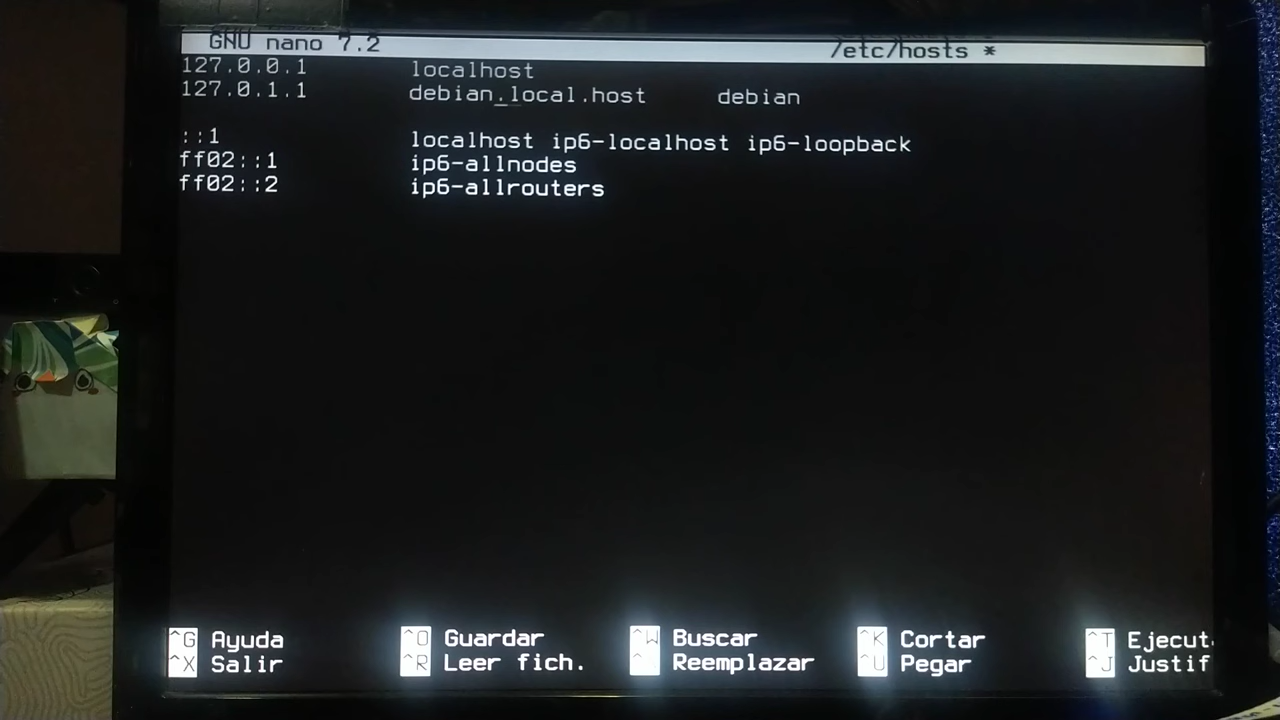 GNU nano 7.2 /etc/hosts *
127.0.0.1 localhost
127.0.1.1 debian.local.host debian
::1 localhost ip6-localhost ip6-loopback
ff02::1 ip6-allnodes
ff02::2 ip6-allrouters
^G Ayuda ^O Guardar ^W Buscar ^K Cortar ^T Ejecut
^X Salir ^R Leer fich. Reemplazar ^U Pegar ^J Justif